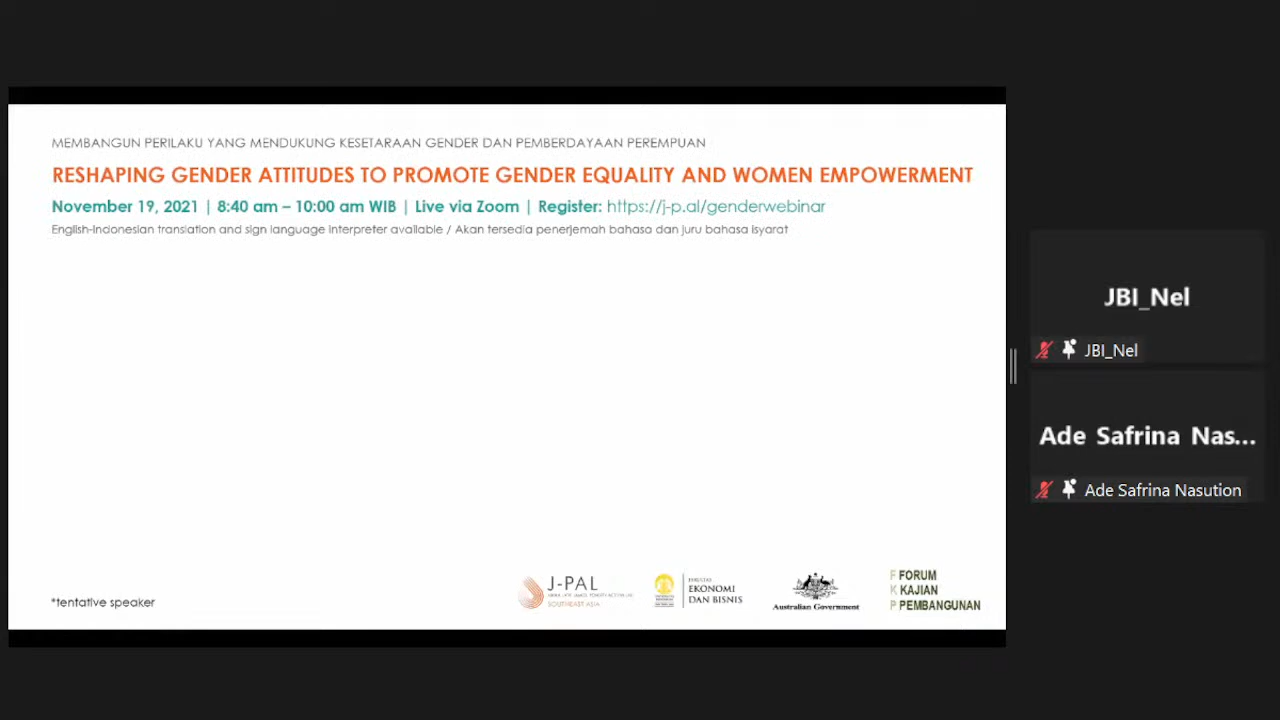 MEMBANGUN PERILAKU YANG MENDUKUNG KESETARAAN GENDER DAN PEMBERDAYAAN PEREMPUAN
RESHAPING GENDER ATTITUDES TO PROMOTE GENDER EQUALITY AND WOMEN EMPOWERMENT
November 19, 2021 | 8:40 am – 10:00 am WIB | Live via Zoom | Register: https://j-p.al/genderwebinar
English-Indonesian translation and sign language interpreter available / Akan tersedia penerjemah bahasa dan juru bahasa isyarat
*tentative speaker
J-PAL
SOUTHEAST ASIA
FAKULTAS
EKONOMI
DAN BISNIS
Australian Government
F FORUM
K KAJIAN
P PEMBANGUNAN
JBI_Nel
JBI_Nel
Ade Safrina Nas...
Ade Safrina Nasution